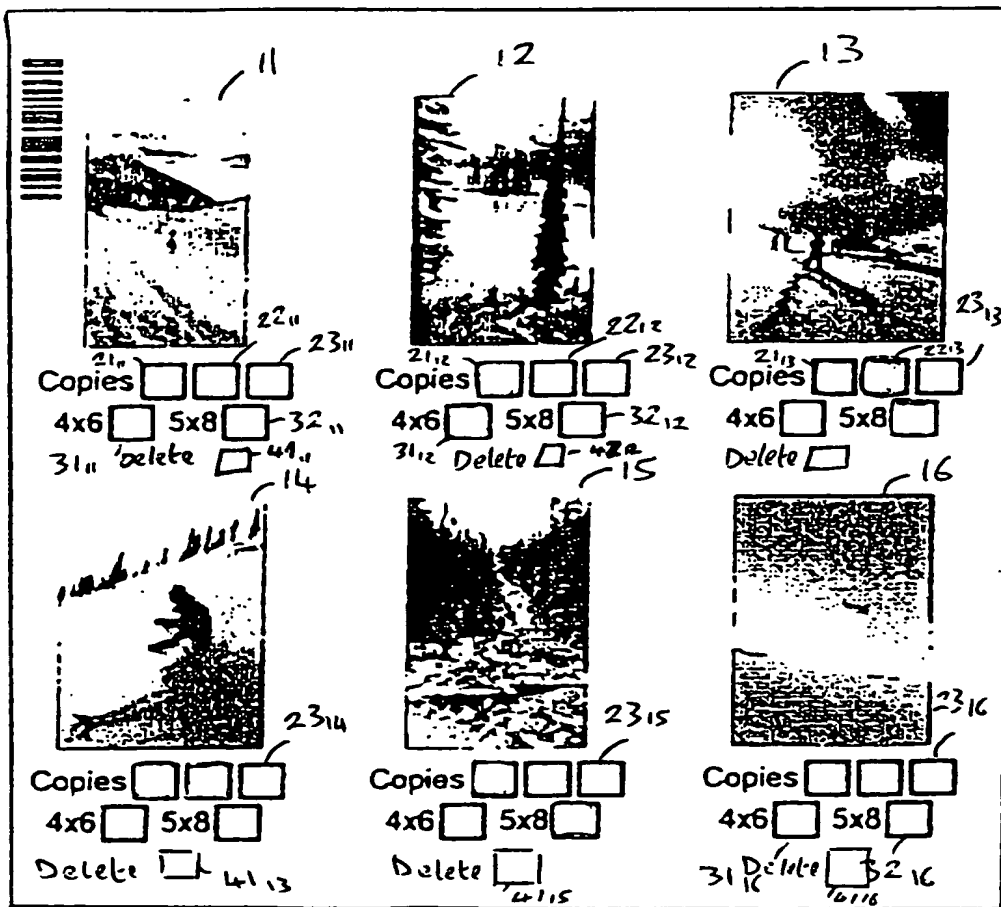 11 12 13
21₁₁ 22₁₁ 23₁₁ 21₁₂ 22₁₂ 23₁₂ 21₁₃ 22₁₃ 23₁₃
Copies Copies Copies
4x6 5x8 32₁₁ 4x6 5x8 32₁₂ 4x6 5x8
31₁₁ Delete 41₁₁ 31₁₂ Delete Delete
14 15 16
23₁₄ 23₁₅ 23₁₆
Copies Copies Copies
4x6 5x8 4x6 5x8 4x6 5x8
Delete 41₁₃ Delete 41₁₅ 31₁₆ Delete 41₁₆ 32₁₆